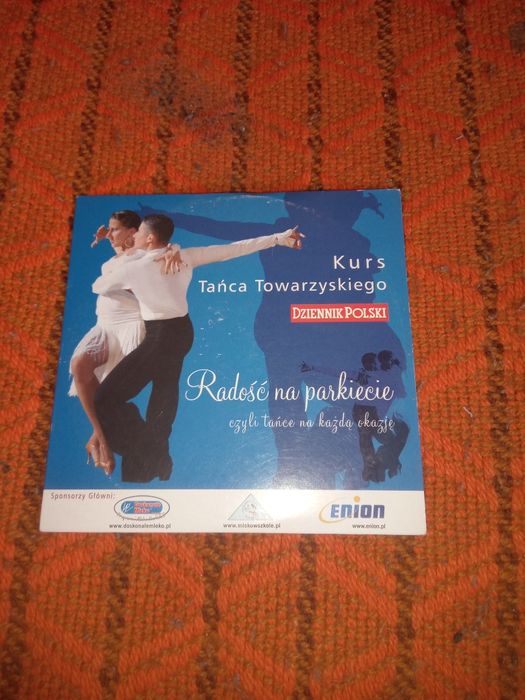 Kurs
Tańca Towarzyskiego
DZIENNIK POLSKI
Radość na parkiecie
czyli tańce na każdą okazję
Sponsorzy Główni:
ENION
www.doskonalemleko.pl
www.mlekowszkole.pl
www.enion.pl